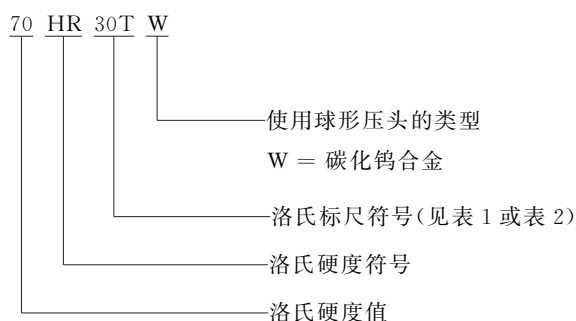 70 HR 30T W
使用球形压头的类型
W = 碳化钨合金
洛氏标尺符号(见表 1 或表 2)
洛氏硬度符号
洛氏硬度值